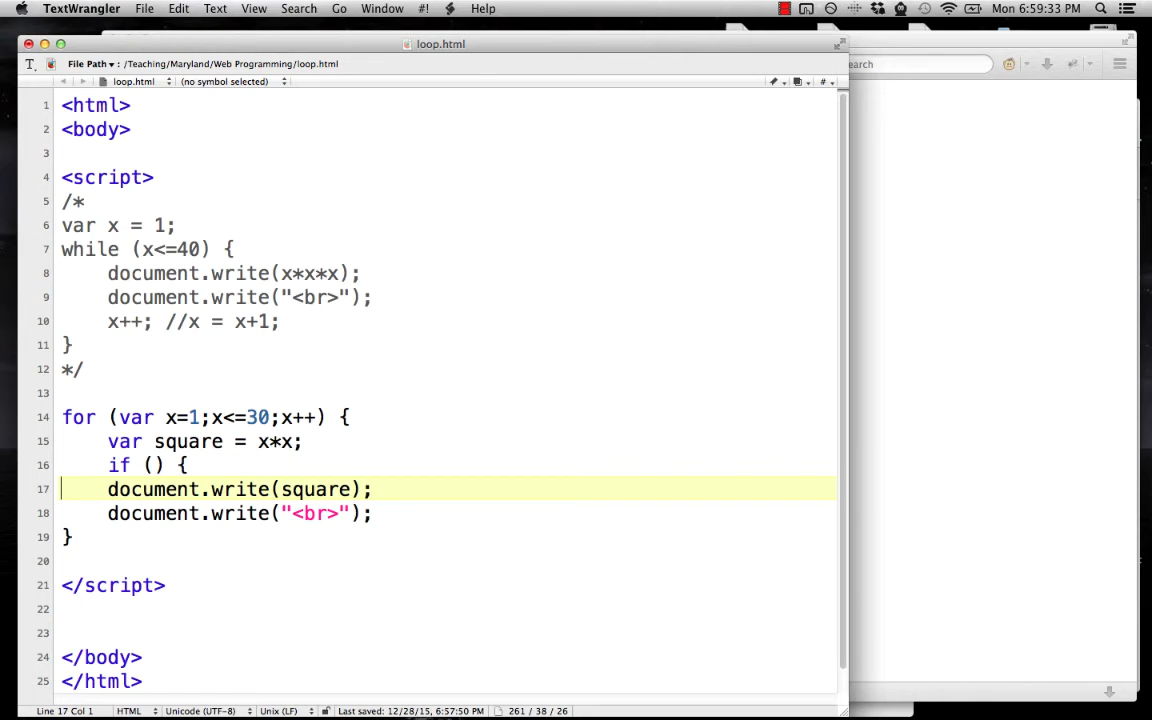 TextWrangler File Edit Text View Search Go Window #! Help Mon 6:59:33 PM
loop.html
File Path ▾ : /Teaching/Maryland/Web Programming/loop.html
loop.html (no symbol selected)
earch
1 <html>
2 <body>
3
4 <script>
5 /*
6 var x = 1;
7 while (x<=40) {
8 document.write(x*x*x);
9 document.write("<br>");
10 x++; //x = x+1;
11 }
12 */
13
14 for (var x=1;x<=30;x++) {
15 var square = x*x;
16 if () {
17 document.write(square);
18 document.write("<br>");
19 }
20
21 </script>
22
23
24 </body>
25 </html>
Line 17 Col 1 HTML Unicode (UTF-8) Unix (LF) Last saved: 12/28/15, 6:57:50 PM 261 / 38 / 26